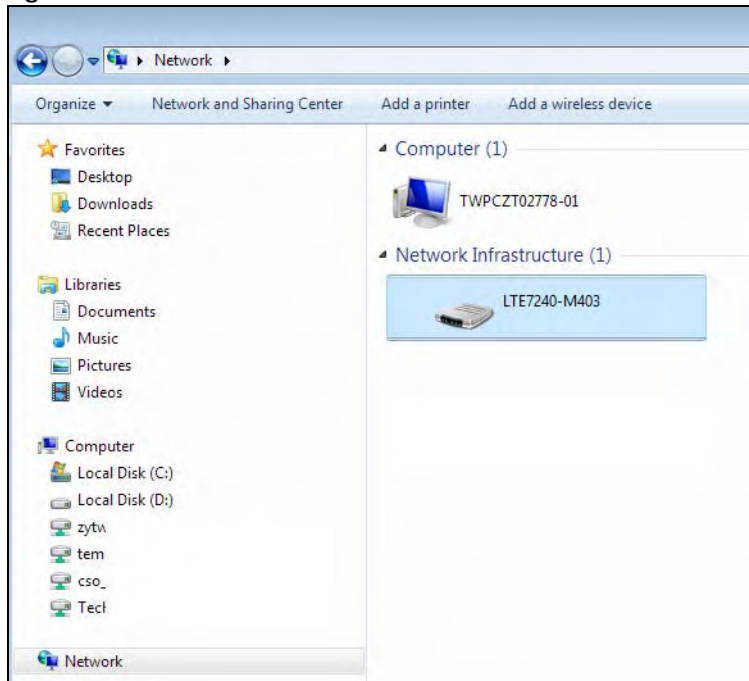 Network
Organize Network and Sharing Center Add a printer Add a wireless device
Favorites
Desktop
Downloads
Recent Places
Libraries
Documents
Music
Pictures
Videos
Computer
Local Disk (C:)
Local Disk (D:)
tem
cso_
Network
Computer (1)
TWPCZT02778-01
Network Infrastructure (1)
LTE7240-M403